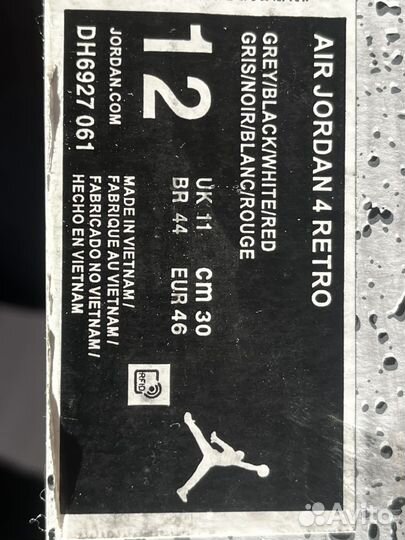 AIR JORDAN 4 RETRO
GREY/BLACK/WHITE/RED
GRIS/NOIR/BLANC/ROUGE
UK 11 cm 30
BR 44 EUR 46
12
MADE IN VIETNAM /
FABRIQUE AU VIETNAM /
FABRICADO NO VIETNAM /
HECHO EN VIETNAM
JORDAN.COM
DH6927 061
RFID
Avito